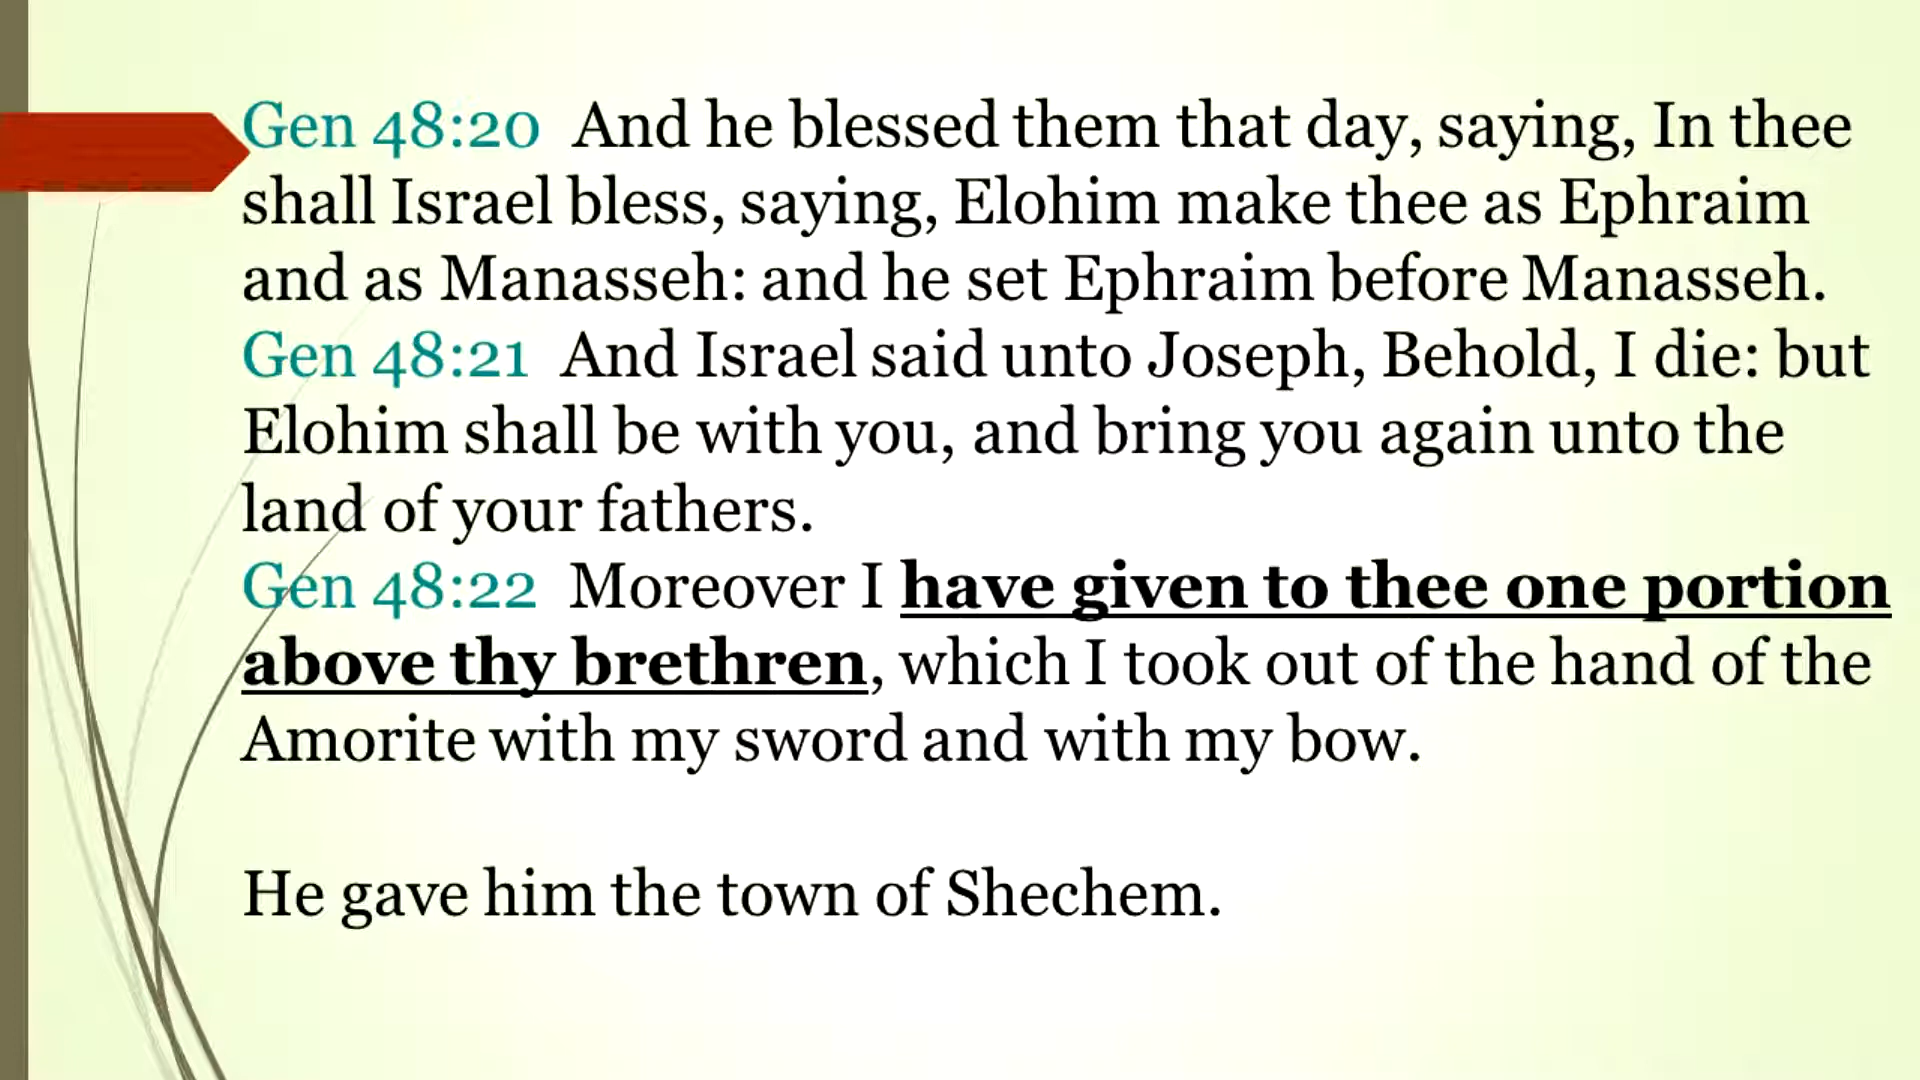 Gen 48:20 And he blessed them that day, saying, In thee
shall Israel bless, saying, Elohim make thee as Ephraim
and as Manasseh: and he set Ephraim before Manasseh.
Gen 48:21 And Israel said unto Joseph, Behold, I die: but
Elohim shall be with you, and bring you again unto the
land of your fathers.
Gen 48:22 Moreover I have given to thee one portion
above thy brethren, which I took out of the hand of the
Amorite with my sword and with my bow.
He gave him the town of Shechem.